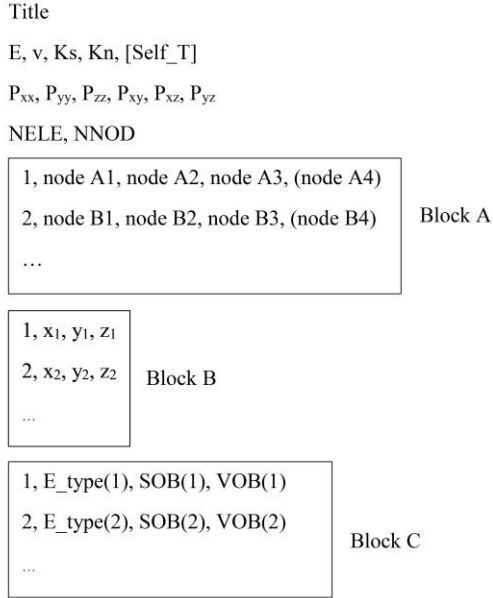 Title
E, v, Ks, Kn, [Self_T]
Pxx, Pyy, Pzz, Pxy, Pxz, Pyz
NELE, NNOD
1, node A1, node A2, node A3, (node A4)
2, node B1, node B2, node B3, (node B4)
…
Block A
1, x1, y1, z1
2, x2, y2, z2
...
Block B
1, E_type(1), SOB(1), VOB(1)
2, E_type(2), SOB(2), VOB(2)
...
Block C